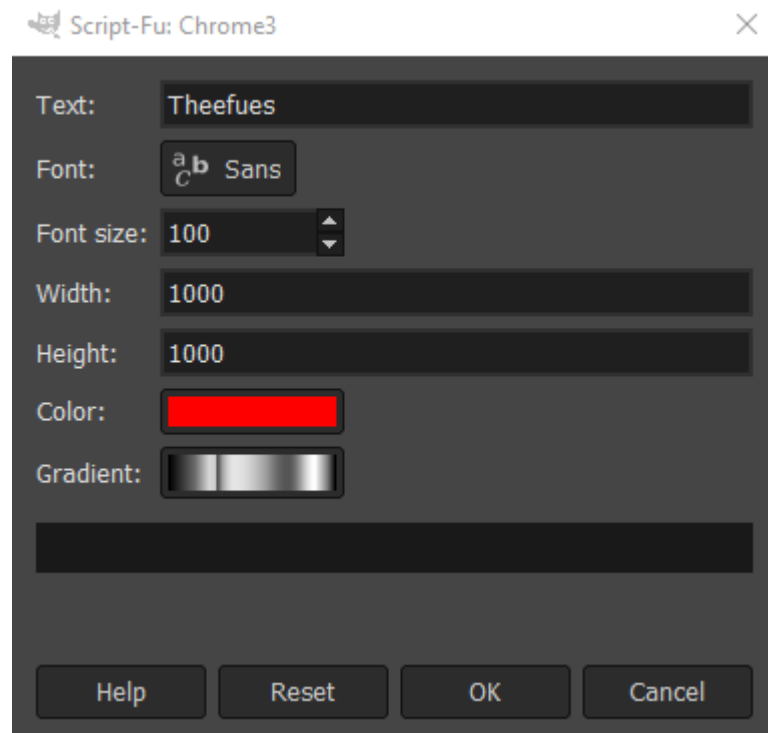 Script-Fu: Chrome3
Text: Theefues
Font: abc Sans
Font size: 100
Width: 1000
Height: 1000
Color:
Gradient:
Help Reset OK Cancel